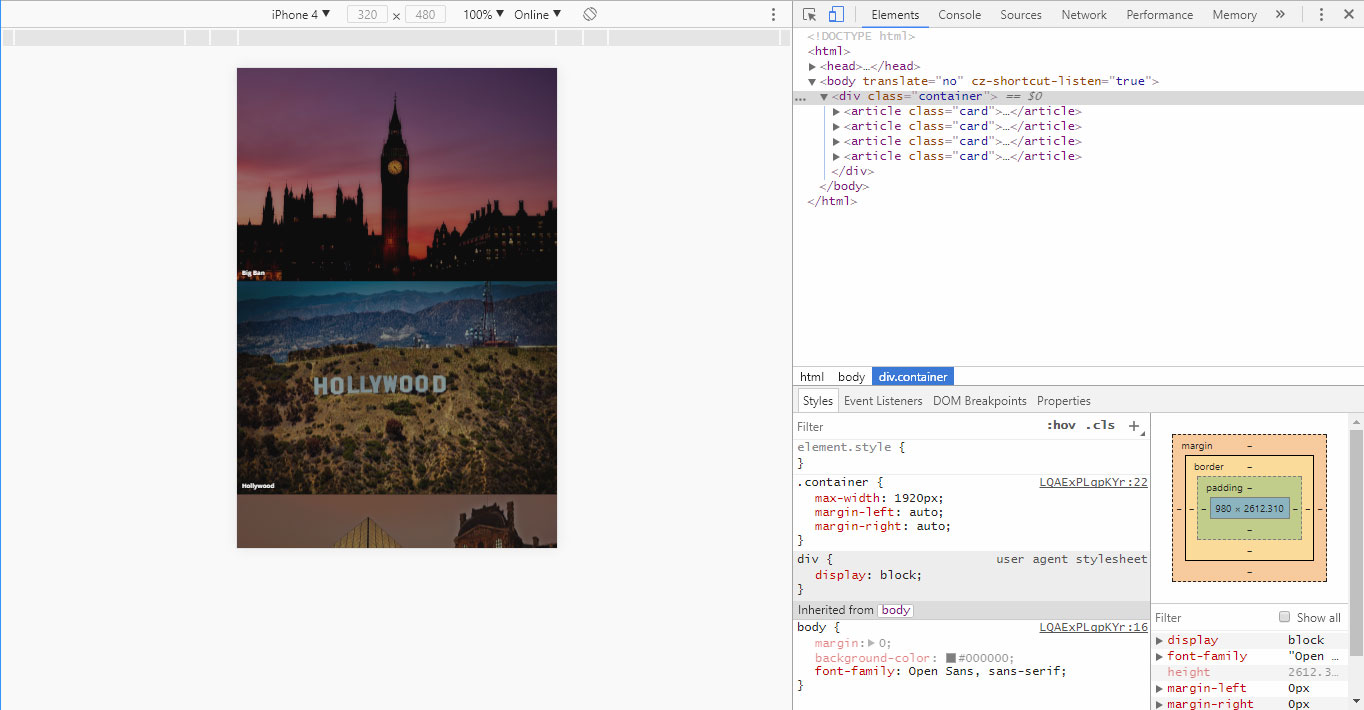 iPhone 4 ▼ 320 × 480 100% ▼ Online ▼
Big Ban
HOLLYWOOD
Hollywood
Elements Console Sources Network Performance Memory »
<!DOCTYPE html>
<html>
▶<head>…</head>
▼<body translate="no" cz-shortcut-listen="true">
… ▼<div class="container"> == $0
▶<article class="card">…</article>
▶<article class="card">…</article>
▶<article class="card">…</article>
▶<article class="card">…</article>
</div>
</body>
</html>
html body div.container
Styles Event Listeners DOM Breakpoints Properties
Filter :hov .cls +
element.style {
}
.container { LQAExPLqpKYr:22
max-width: 1920px;
margin-left: auto;
margin-right: auto;
}
div { user agent stylesheet
display: block;
}
Inherited from body
body { LQAExPLqpKYr:16
margin:▶0;
background-color: #000000;
font-family: Open Sans, sans-serif;
}
margin –
border –
padding –
– – – 980 × 2612.310 – – –
–
–
–
Filter Show all
▶display block
▶font-family "Open …
height 2612.3…
▶margin-left 0px
▶margin-right 0px